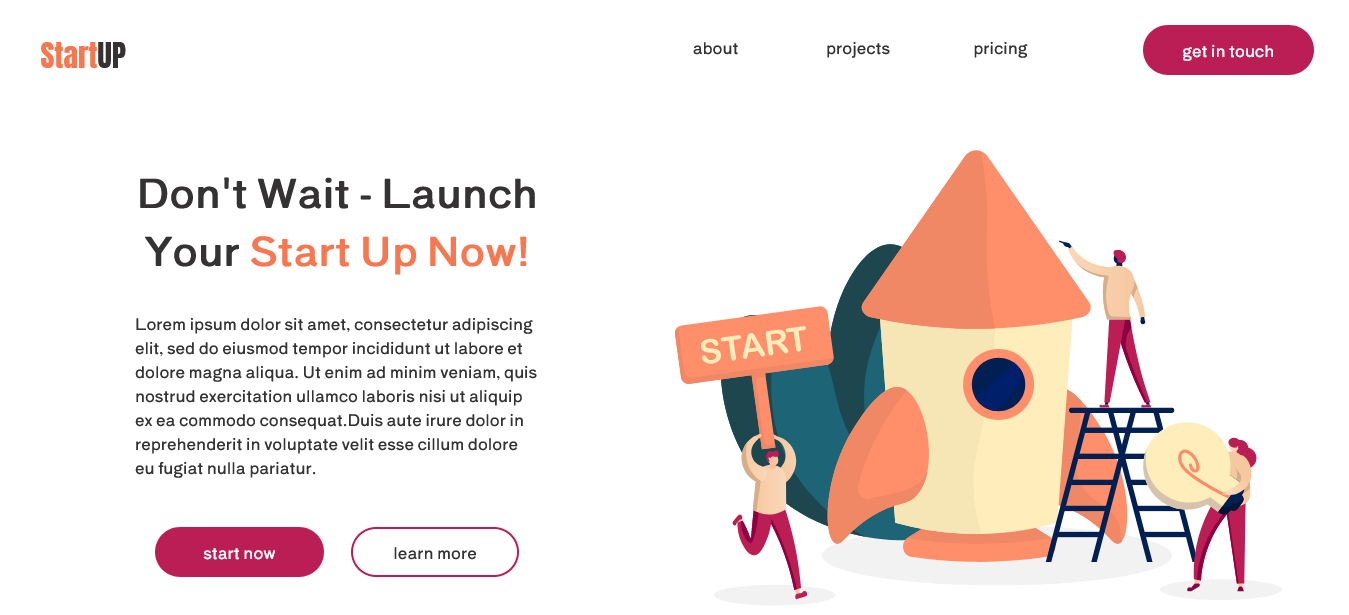 StartUP
about
projects
pricing
get in touch
Don't Wait - Launch
Your Start Up Now!
Lorem ipsum dolor sit amet, consectetur adipiscing
elit, sed do eiusmod tempor incididunt ut labore et
dolore magna aliqua. Ut enim ad minim veniam, quis
nostrud exercitation ullamco laboris nisi ut aliquip
ex ea commodo consequat.Duis aute irure dolor in
reprehenderit in voluptate velit esse cillum dolore
eu fugiat nulla pariatur.
start now
learn more
START